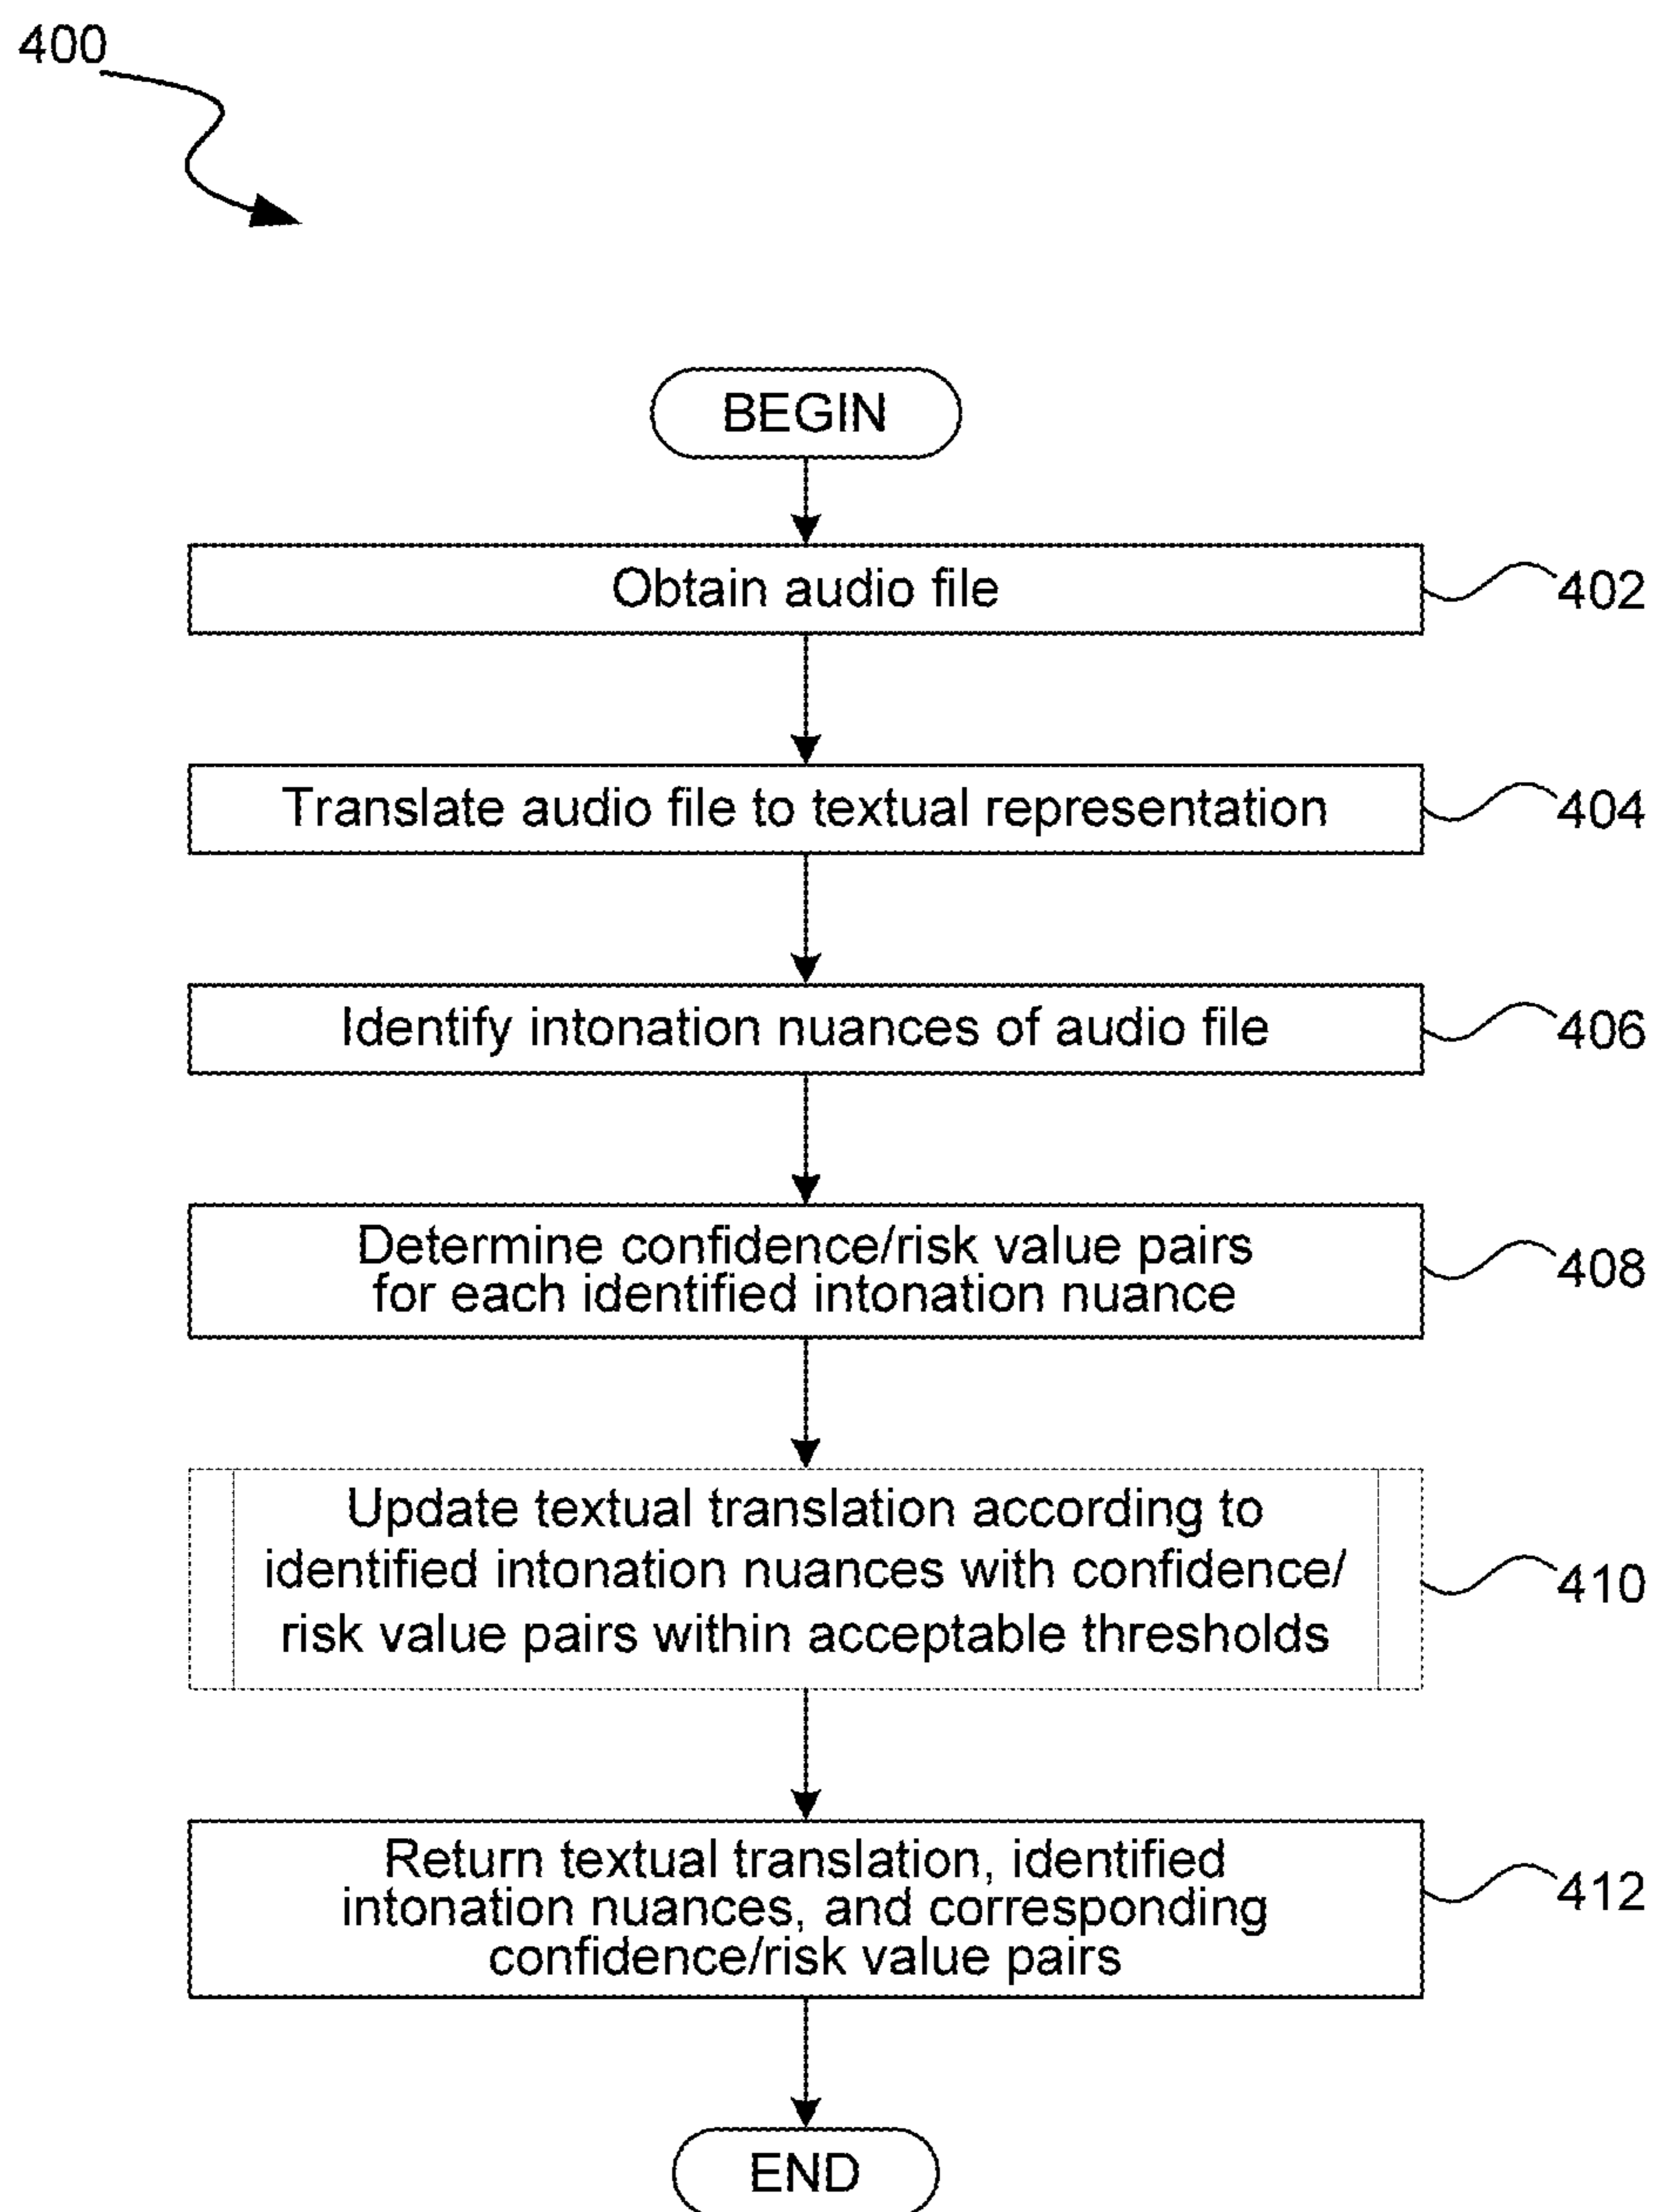 400
BEGIN
Obtain audio file
402
Translate audio file to textual representation
404
Identify intonation nuances of audio file
406
Determine confidence/risk value pairs
for each identified intonation nuance
408
Update textual translation according to
identified intonation nuances with confidence/
risk value pairs within acceptable thresholds
410
Return textual translation, identified
intonation nuances, and corresponding
confidence/risk value pairs
412
END